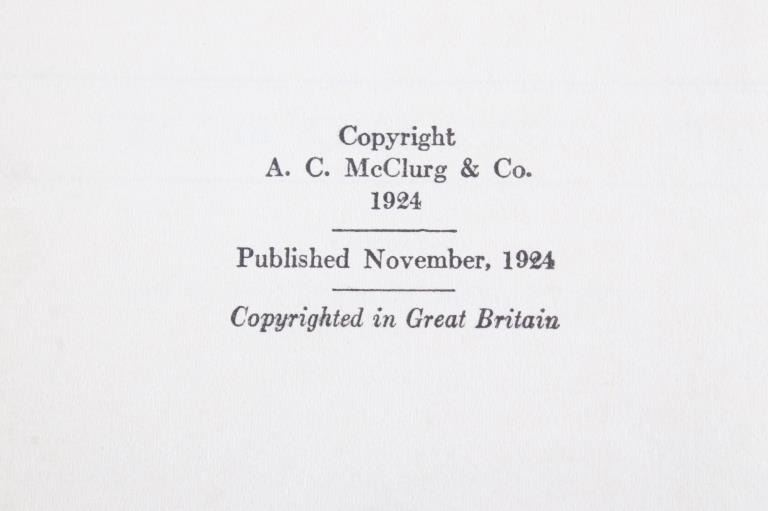 Copyright
A. C. McClurg & Co.
1924
Published November, 1924
Copyrighted in Great Britain